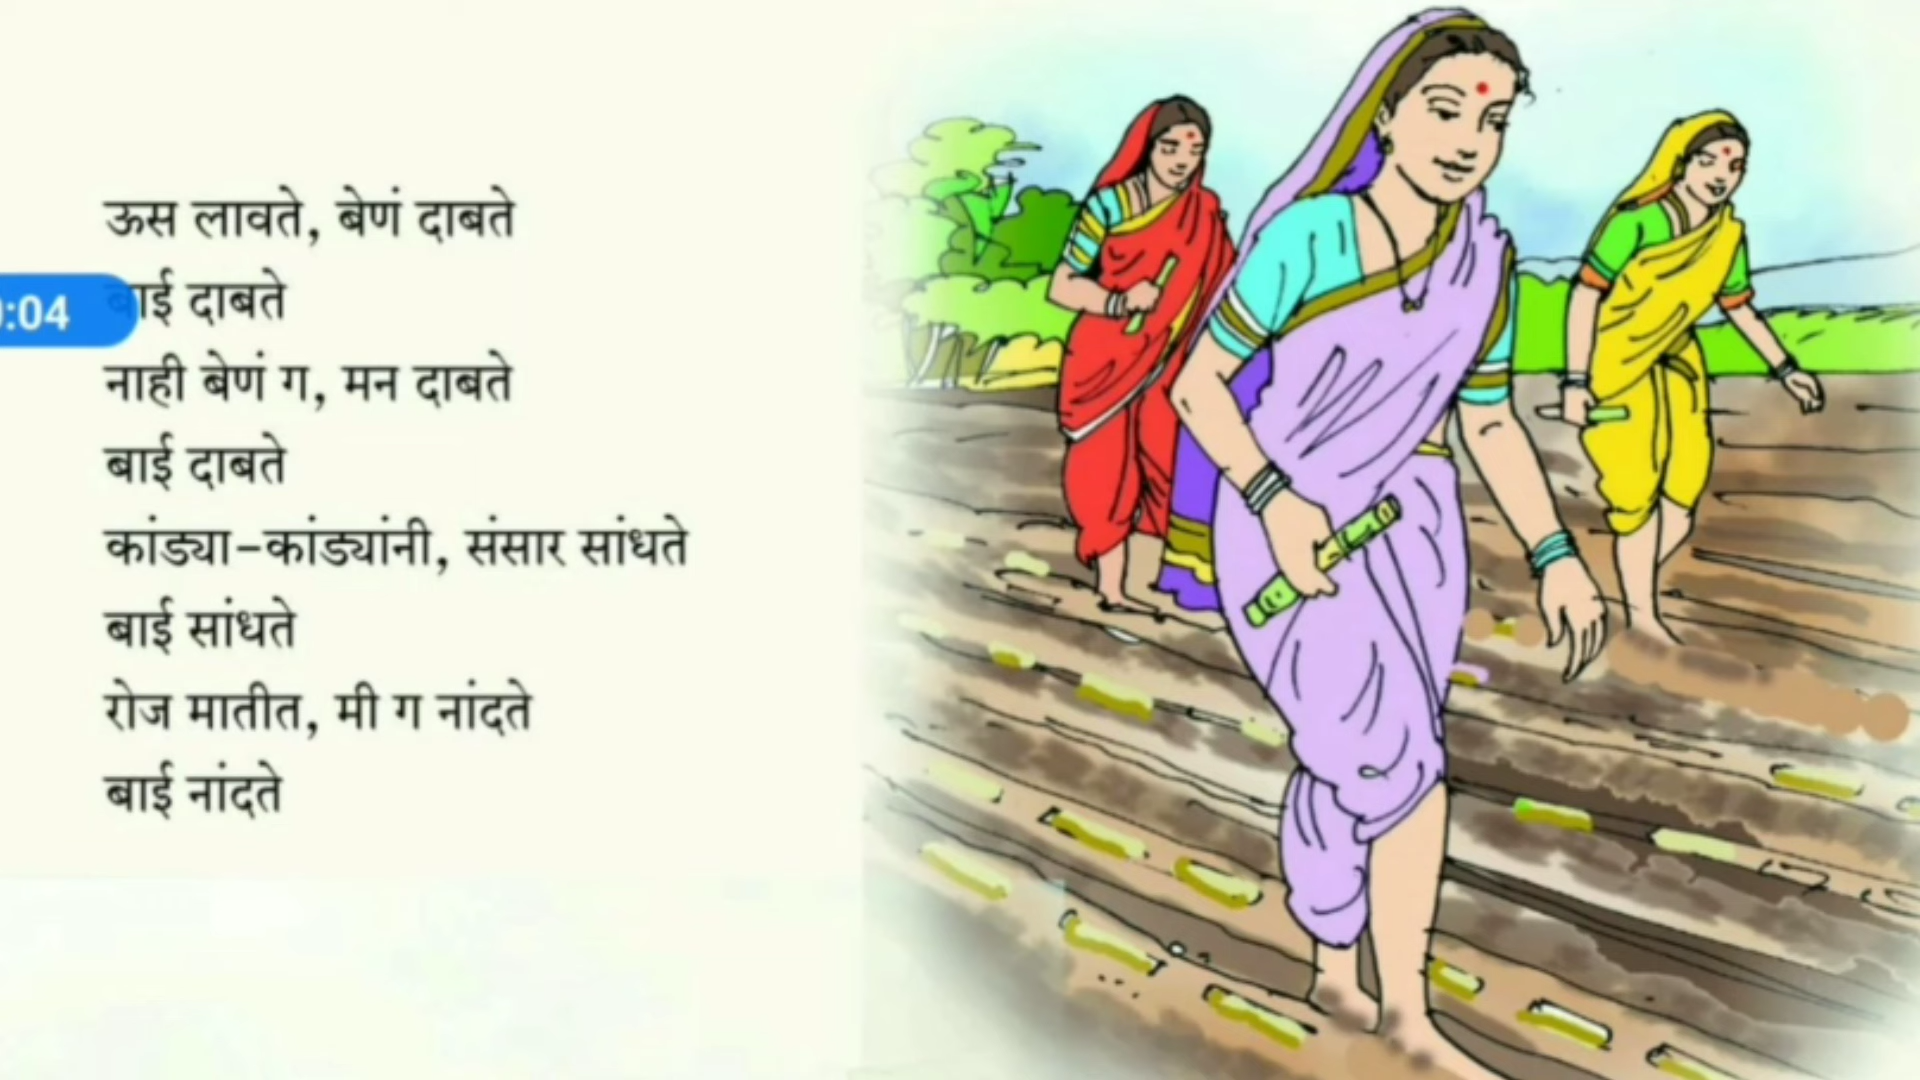 ऊस लावते, बेणं दाबते
बाई दाबते
:04
नाही बेणं ग, मन दाबते
बाई दाबते
कांड्या-कांड्यांनी, संसार सांधते
बाई सांधते
रोज मातीत, मी ग नांदते
बाई नांदते